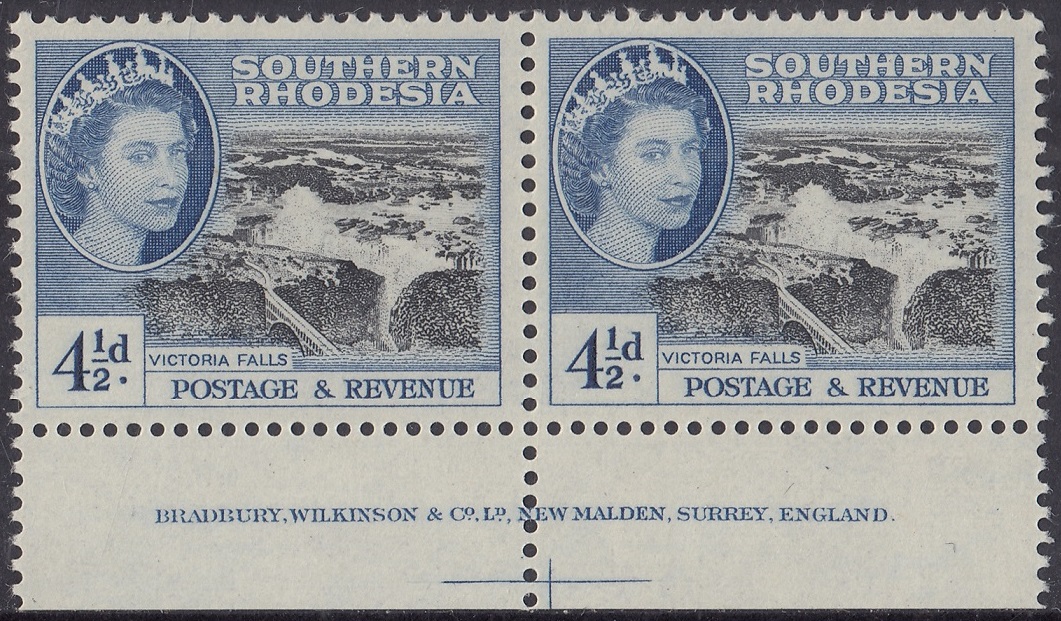 SOUTHERN
RHODESIA
4½d.
VICTORIA FALLS
POSTAGE & REVENUE
SOUTHERN
RHODESIA
4½d.
VICTORIA FALLS
POSTAGE & REVENUE
BRADBURY, WILKINSON & Cº. Lᴰ, NEW MALDEN, SURREY, ENGLAND.